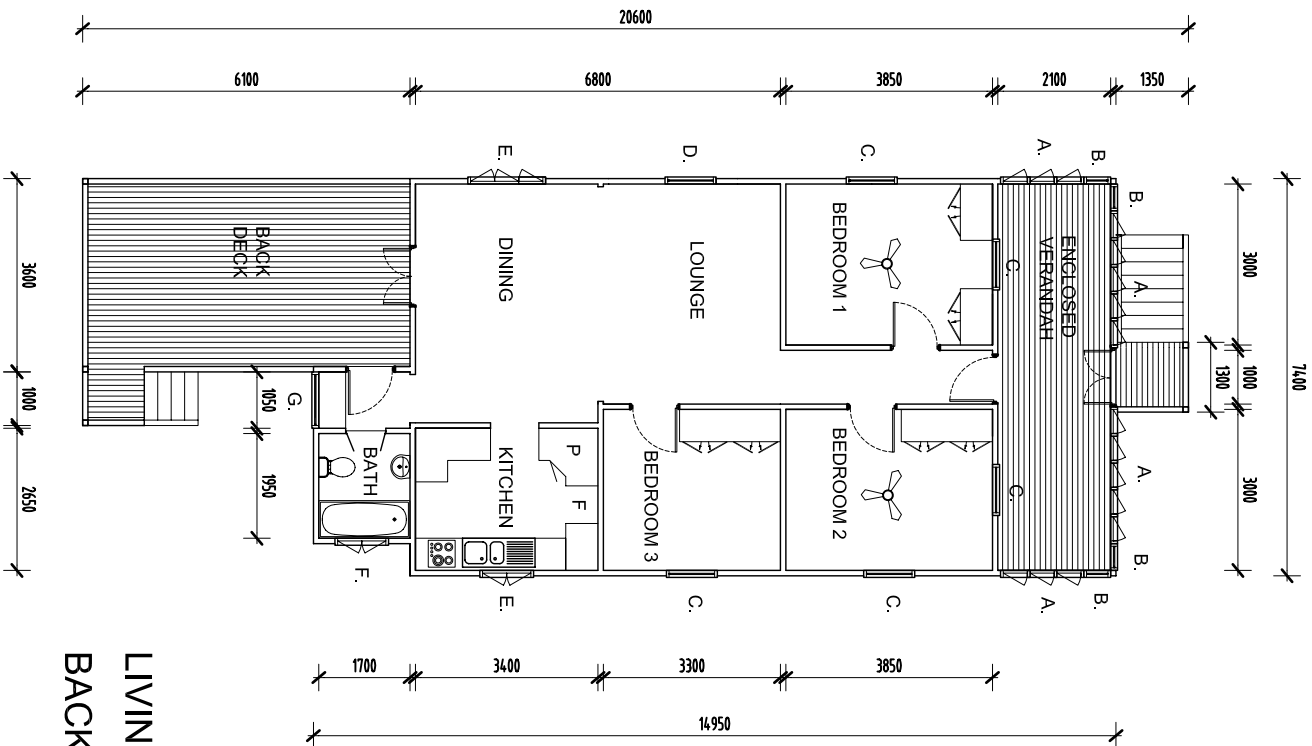 20600
6100
6800
3850
2100
1350
E.
D.
C.
A.
B.
B.
3600
1000
2650
BACK
DECK
DINING
LOUNGE
BEDROOM 1
C.
ENCLOSED
VERANDAH
A.
3000
1000
1300
3000
7400
1050
1950
G.
BATH
KITCHEN
P
F
BEDROOM 3
BEDROOM 2
C.
A.
B.
F.
E.
C.
C.
A.
B.
1700
3400
3300
3850
14950
LIVIN
BACK